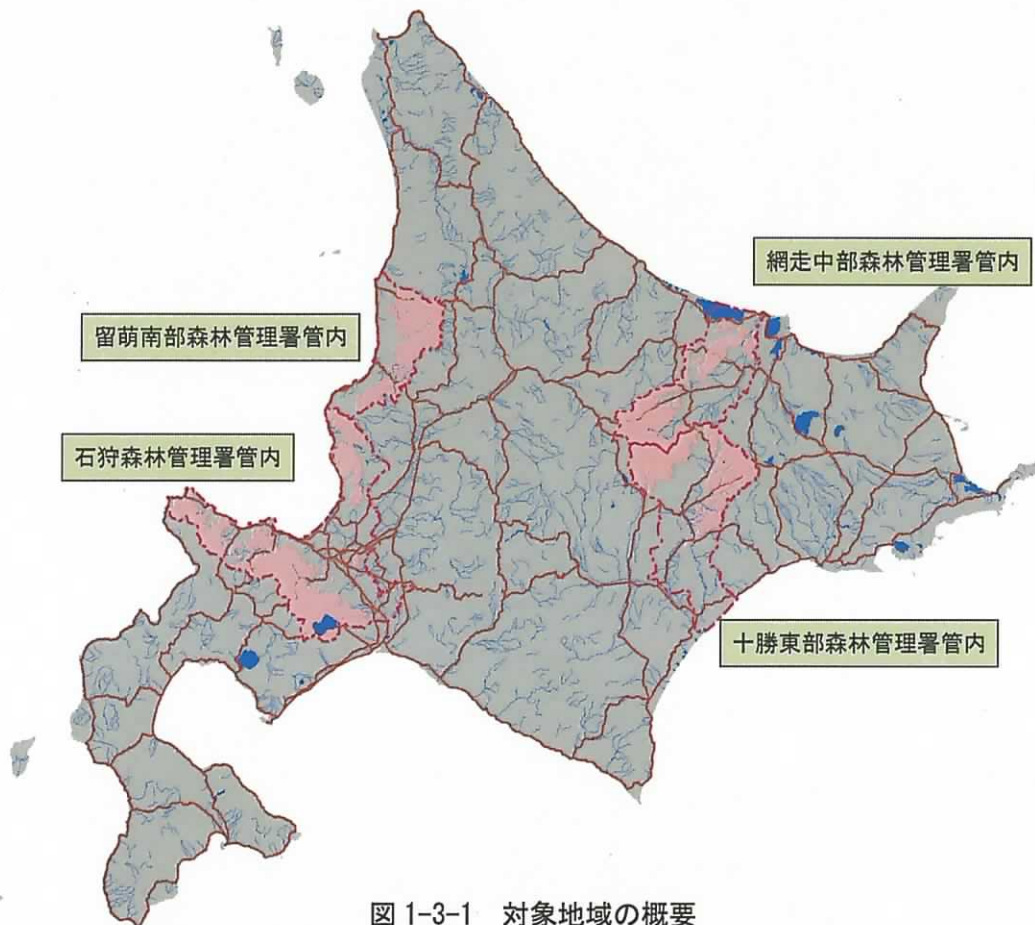 網走中部森林管理署管内
留萌南部森林管理署管内
石狩森林管理署管内
十勝東部森林管理署管内
図 1-3-1 対象地域の概要